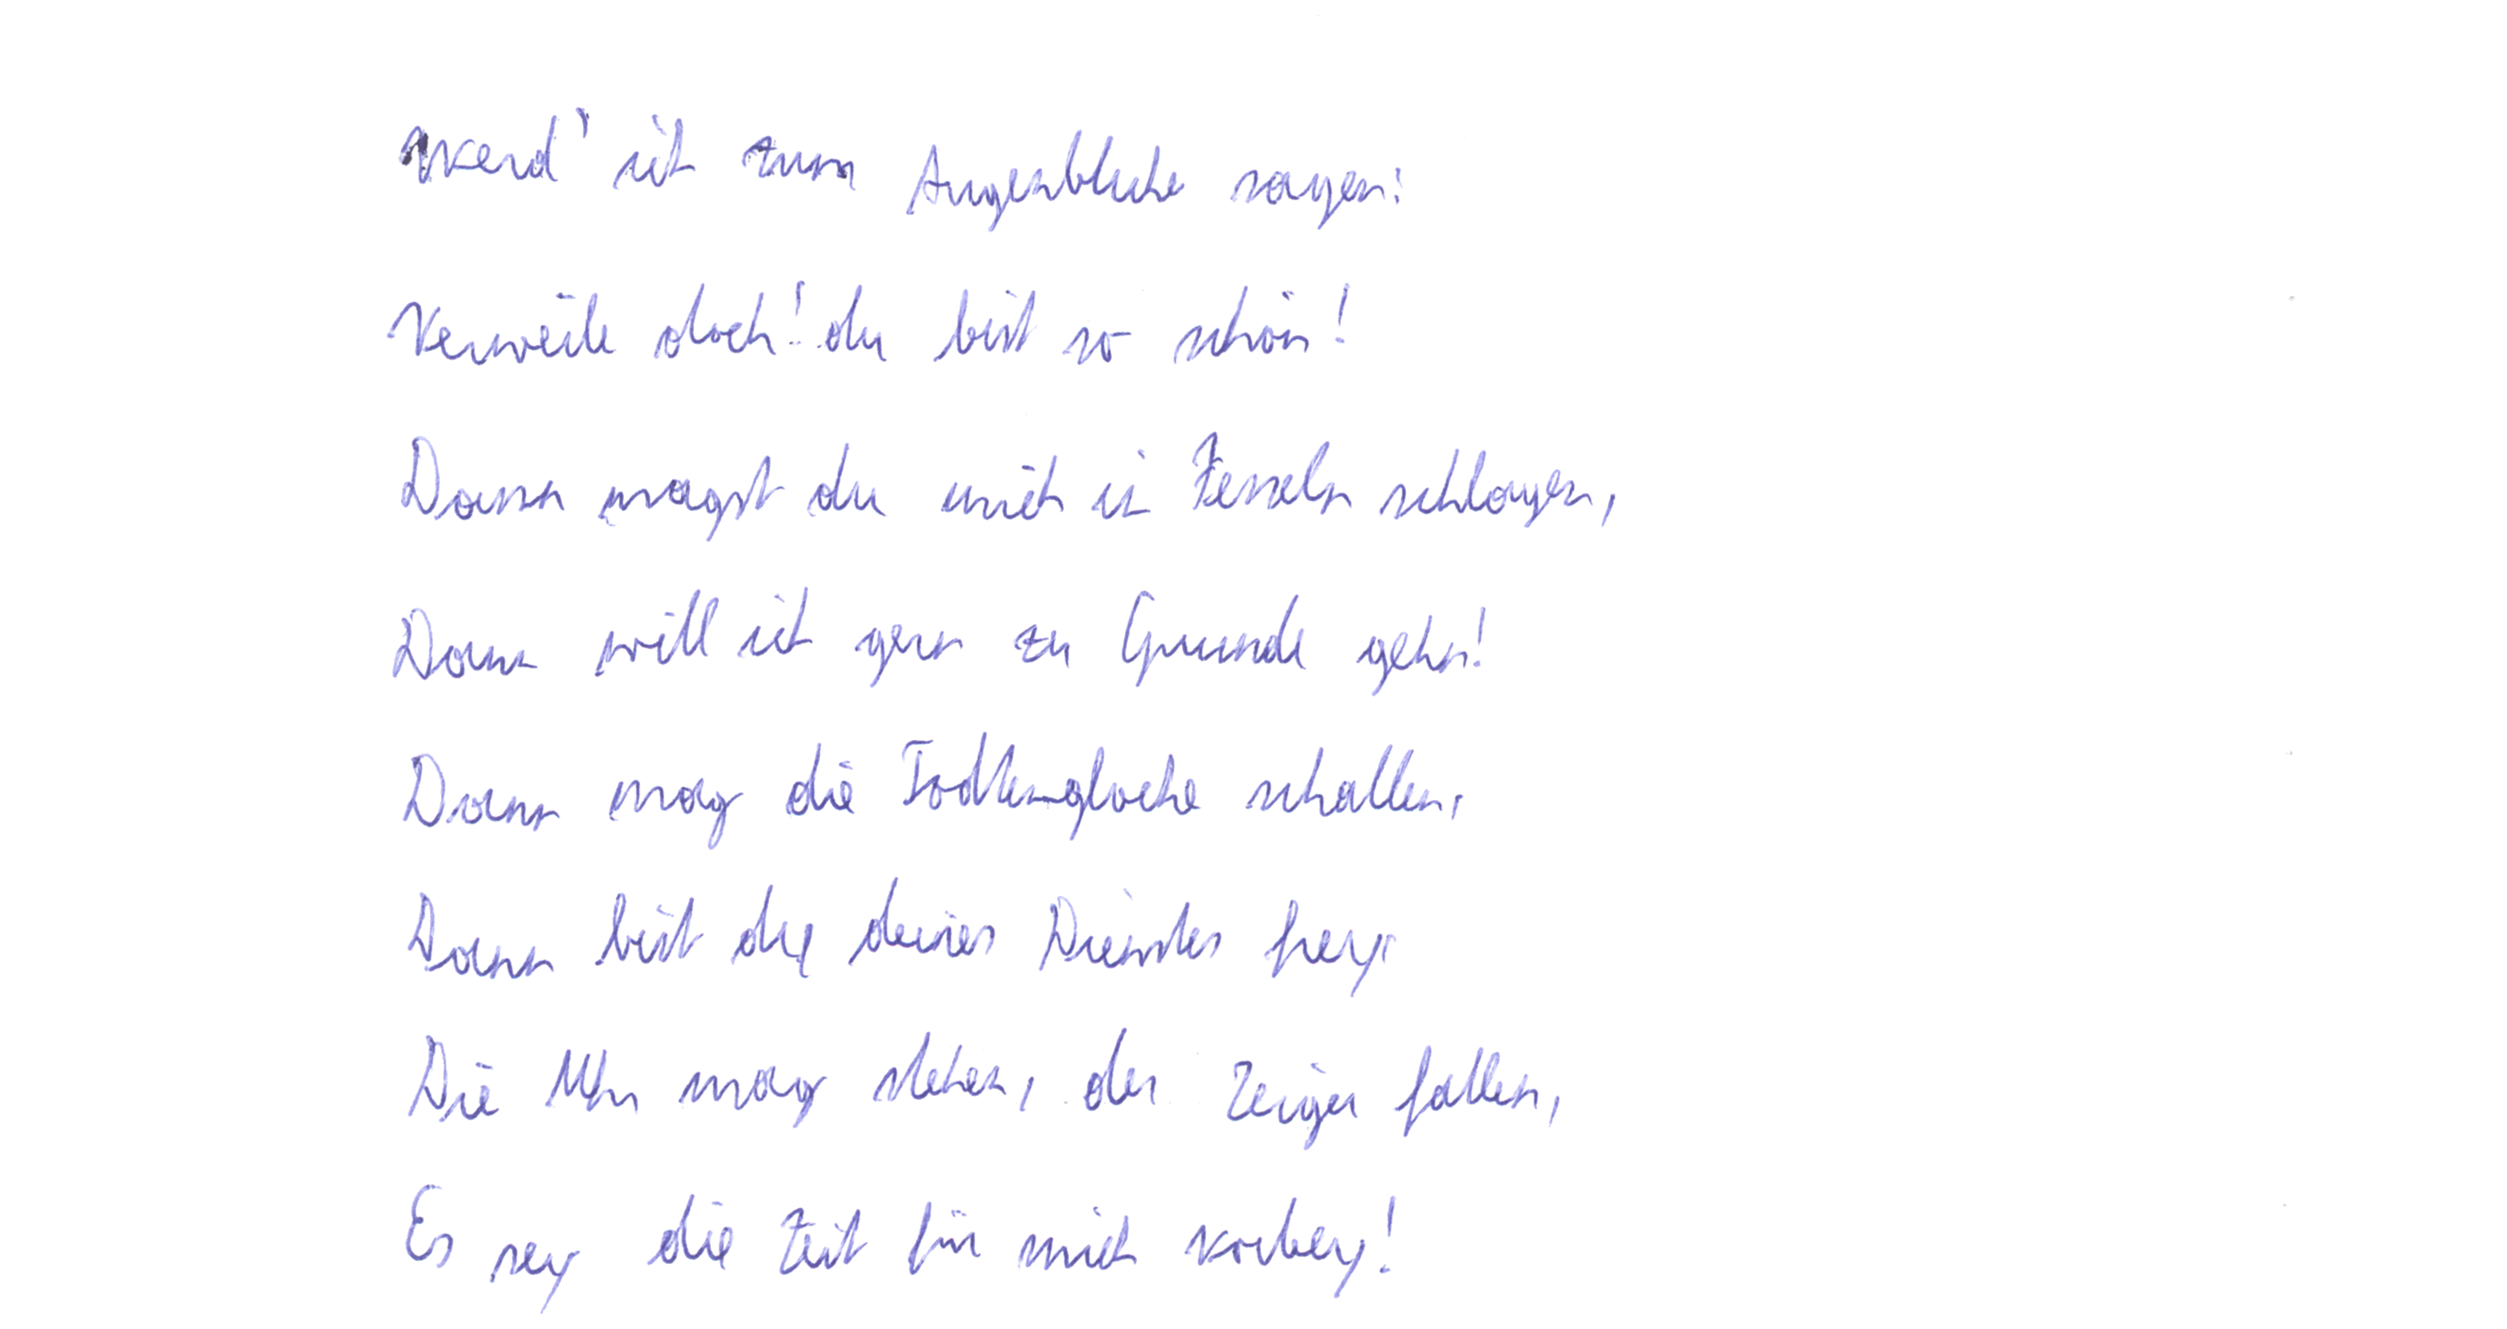 Werd' ich zum Augenblicke sagen:
Verweile doch! du bist so schön!
Dann magst du mich in Fesseln schlagen,
Dann will ich gern zu Grunde gehn!
Dann mag die Todtenglocke schallen,
Dann bist du deines Dienstes frey,
Die Uhr mag stehen, der Zeiger fallen,
Es sey die Zeit für mich vorbey!